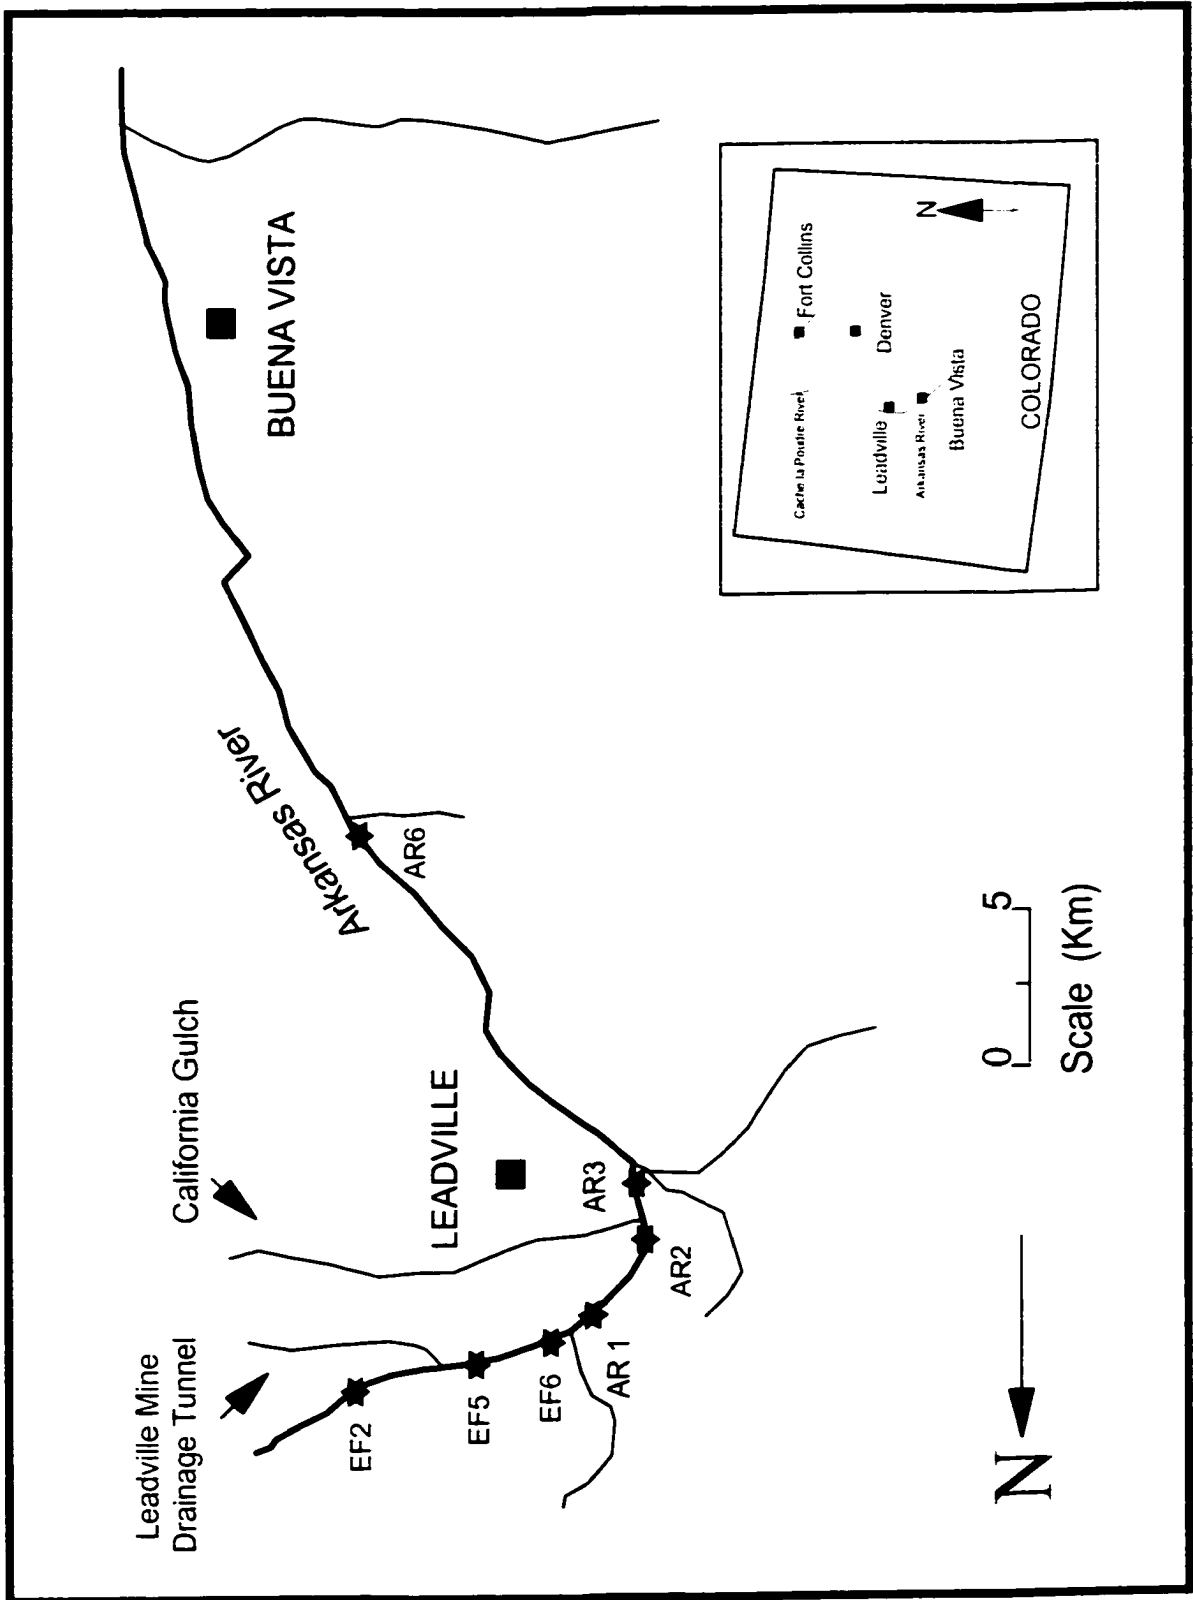 Leadville Mine
Drainage Tunnel
California Gulch
EF2
EF5
EF6
AR 1
AR2
AR3
LEADVILLE
Arkansas River
AR6
BUENA VISTA
N
0 5
Scale (Km)
Cache la Poudre River
Fort Collins
Denver
Leadville
Arkansas River
Buena Vista
COLORADO
N